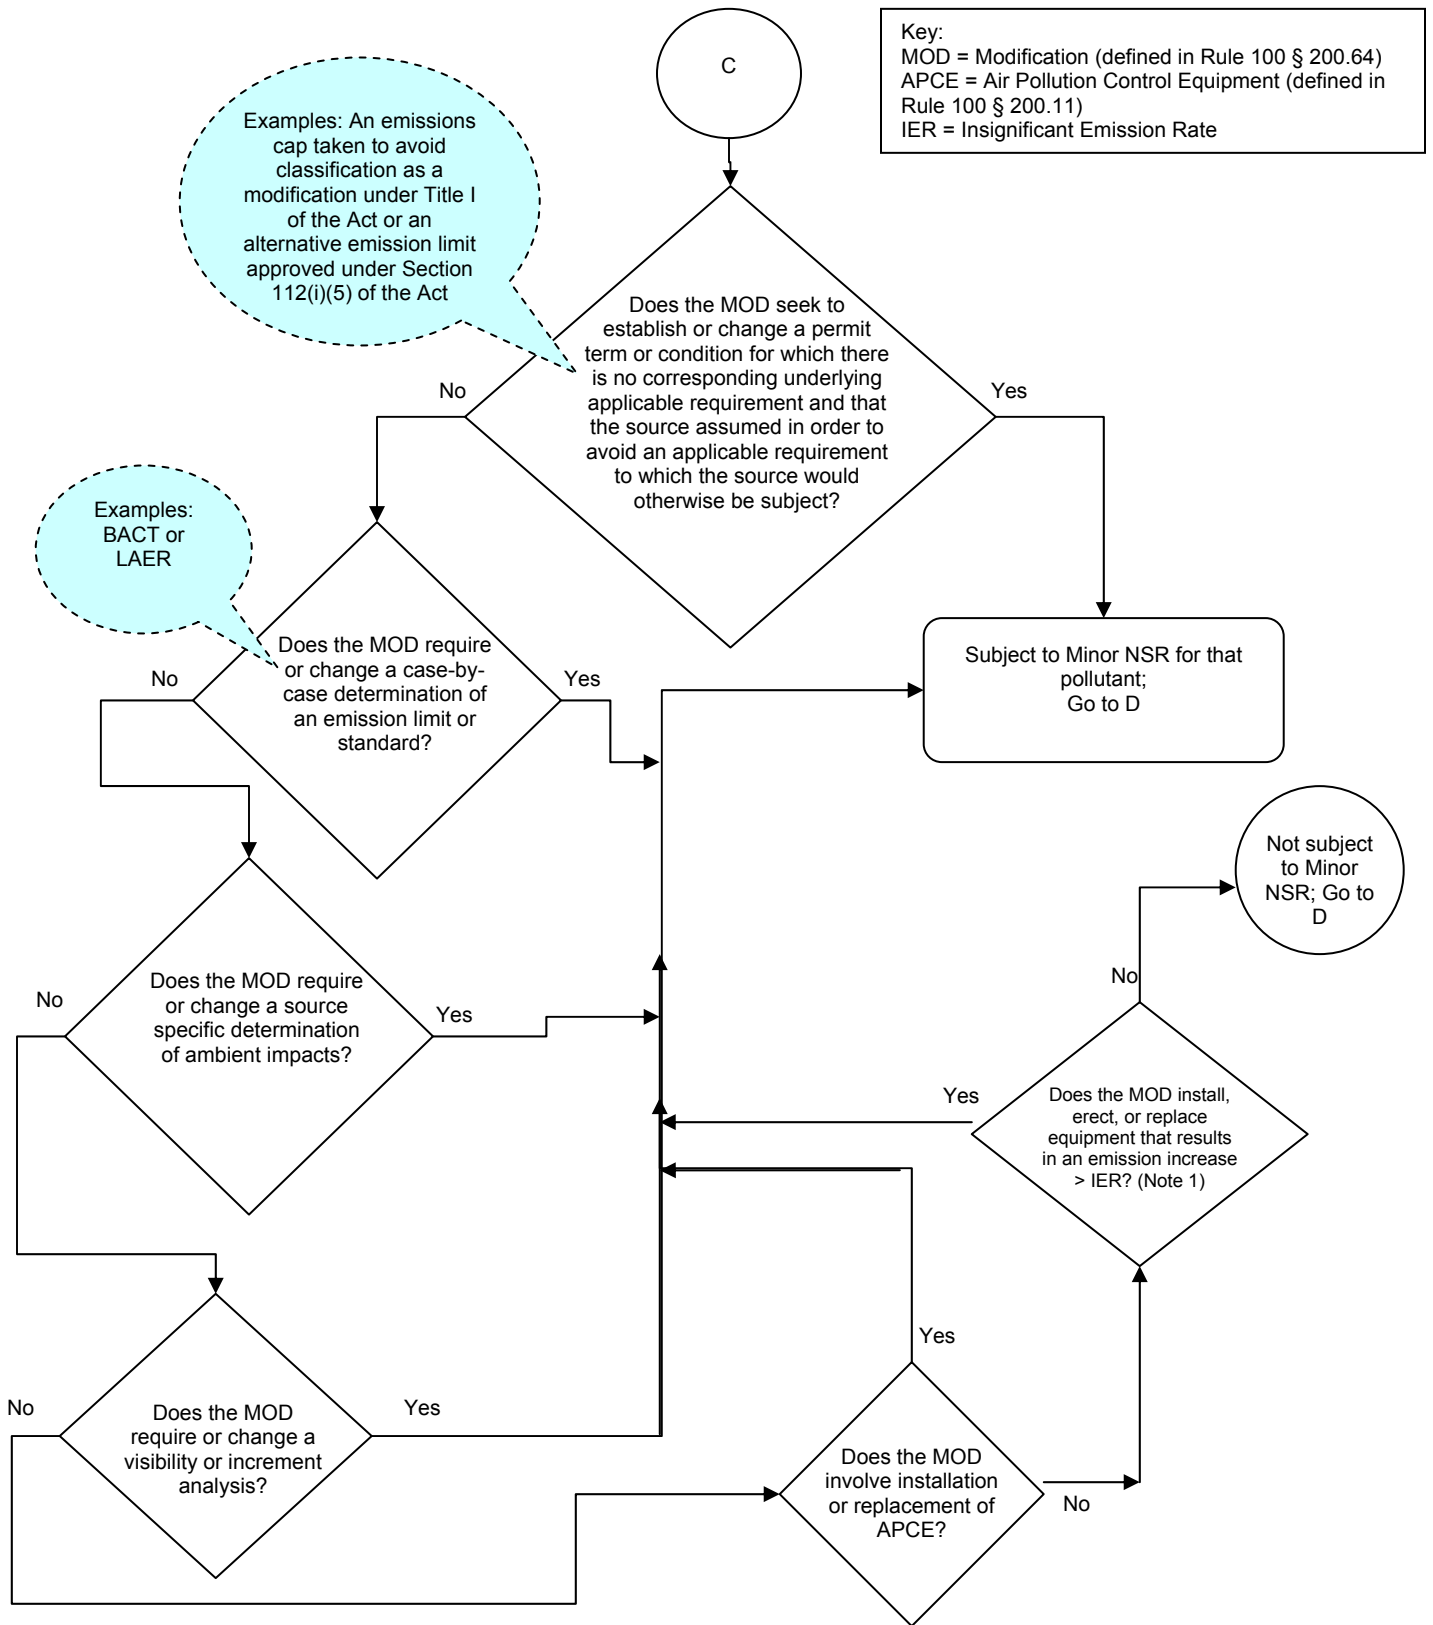 C
Key:
MOD = Modification (defined in Rule 100 § 200.64)
APCE = Air Pollution Control Equipment (defined in
Rule 100 § 200.11)
IER = Insignificant Emission Rate
Examples: An emissions
cap taken to avoid
classification as a
modification under Title I
of the Act or an
alternative emission limit
approved under Section
112(i)(5) of the Act
Does the MOD seek to
establish or change a permit
term or condition for which there
is no corresponding underlying
applicable requirement and that
the source assumed in order to
avoid an applicable requirement
to which the source would
otherwise be subject?
No
Yes
Examples:
BACT or
LAER
Does the MOD require
or change a case-by-
case determination of
an emission limit or
standard?
No
Yes
Subject to Minor NSR for that
pollutant;
Go to D
Not subject
to Minor
NSR; Go to
D
Does the MOD require
or change a source
specific determination
of ambient impacts?
No
Yes
No
Yes
Does the MOD install,
erect, or replace
equipment that results
in an emission increase
> IER? (Note 1)
Yes
No
Yes
Does the MOD
require or change a
visibility or increment
analysis?
Does the MOD
involve installation
or replacement of
APCE?
No